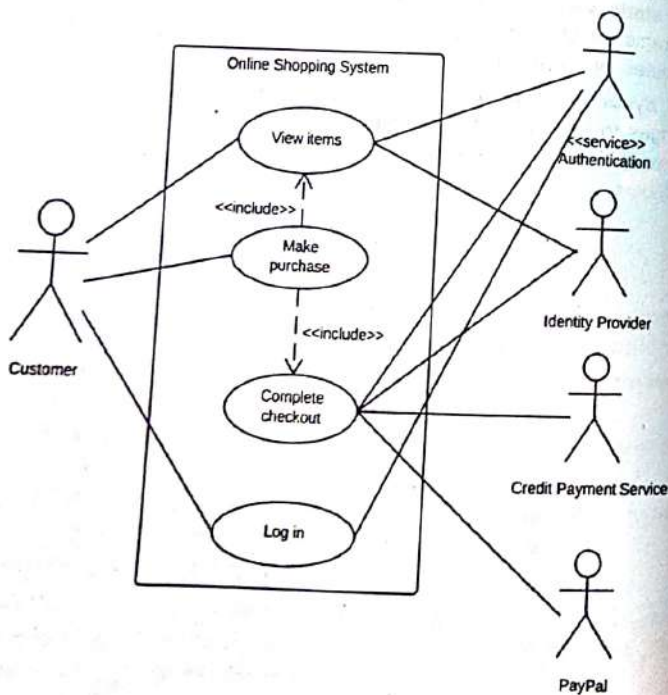 Online Shopping System
View items
<<service>>
Authentication
<<include>>
Make
purchase
Identity Provider
<<include>>
Customer
Complete
checkout
Credit Payment Service
Log in
PayPal